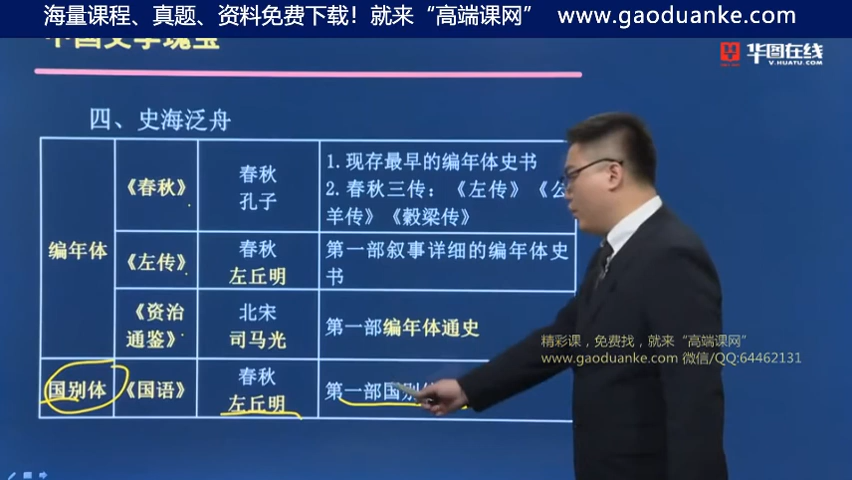 海量课程、真题、资料免费下载！就来“高端课网” www.gaoduanke.com
中国文学瑰宝
华图在线
V.HUATU.COM
四、史海泛舟
编年体
《春秋》
春秋
孔子
1.现存最早的编年体史书
2.春秋三传：《左传》《公
羊传》《穀梁传》
《左传》
春秋
左丘明
第一部叙事详细的编年体史
书
《资治
通鉴》
北宋
司马光
第一部编年体通史
国别体
《国语》
春秋
左丘明
第一部国别
精彩课，免费找，就来“高端课网”
www.gaoduanke.com 微信/QQ:64462131